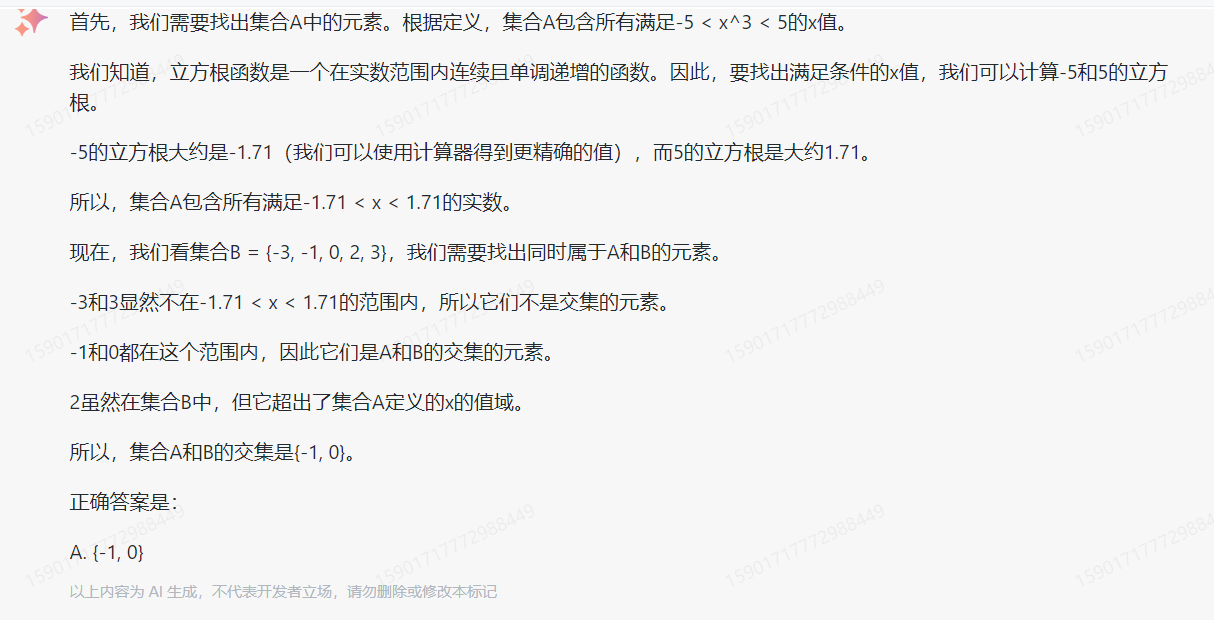 首先，我们需要找出集合A中的元素。根据定义，集合A包含所有满足-5 < x^3 < 5的x值。
我们知道，立方根函数是一个在实数范围内连续且单调递增的函数。因此，要找出满足条件的x值，我们可以计算-5和5的立方
根。
-5的立方根大约是-1.71（我们可以使用计算器得到更精确的值），而5的立方根是大约1.71。
所以，集合A包含所有满足-1.71 < x < 1.71的实数。
现在，我们看集合B = {-3, -1, 0, 2, 3}，我们需要找出同时属于A和B的元素。
-3和3显然不在-1.71 < x < 1.71的范围内，所以它们不是交集的元素。
-1和0都在这个范围内，因此它们是A和B的交集的元素。
2虽然在集合B中，但它超出了集合A定义的x的值域。
所以，集合A和B的交集是{-1, 0}。
正确答案是：
A. {-1, 0}
以上内容为 AI 生成，不代表开发者立场，请勿删除或修改本标记
15901717772988449